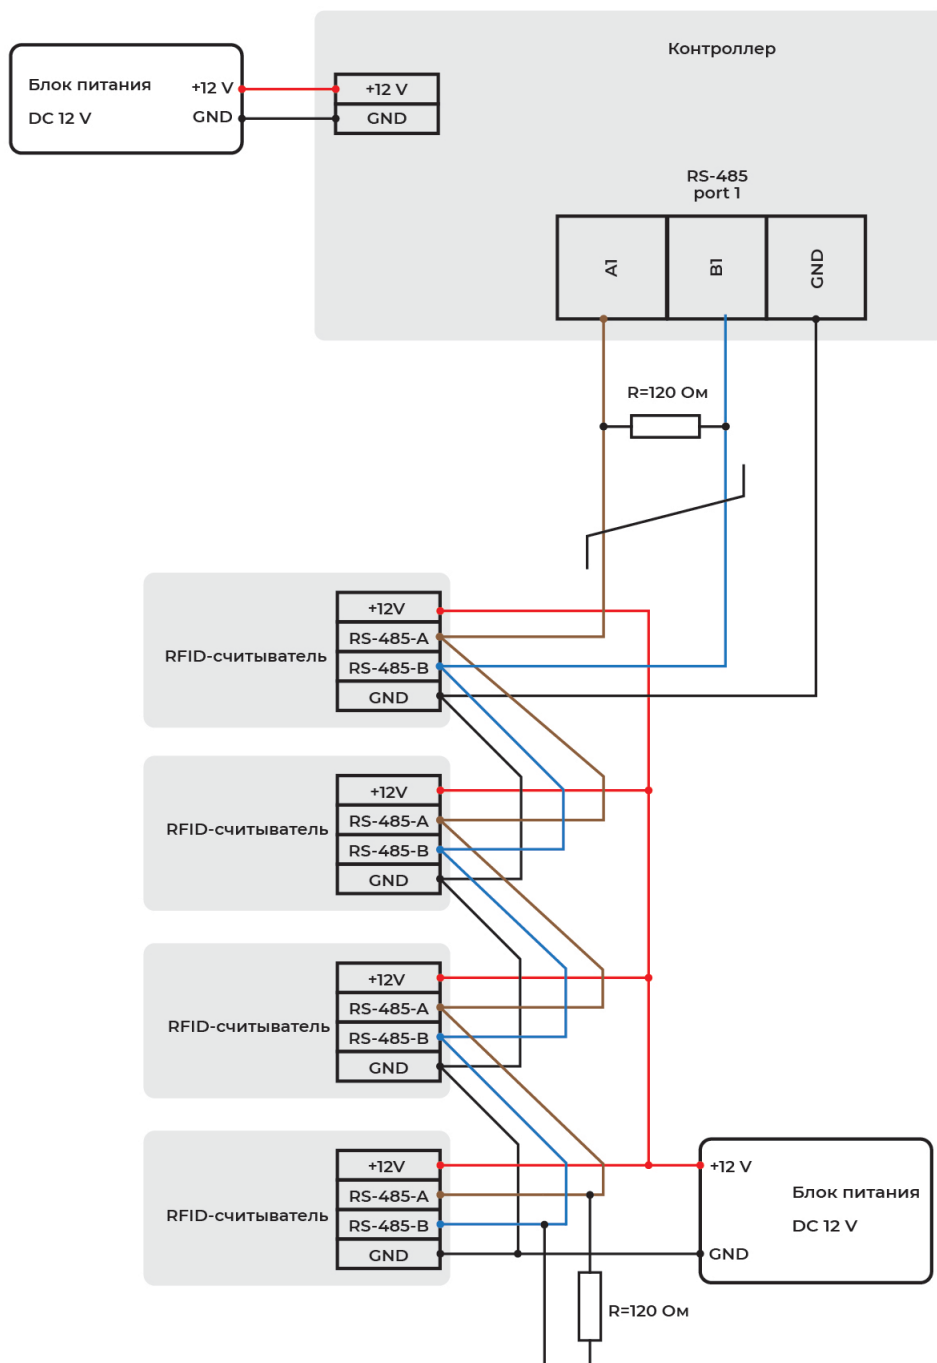 Контроллер
Блок питания
DC 12 V
+12 V
GND
+12 V
GND
RS-485
port 1
A1
B1
GND
R=120 Ом
RFID-считыватель
+12V
RS-485-A
RS-485-B
GND
RFID-считыватель
+12V
RS-485-A
RS-485-B
GND
RFID-считыватель
+12V
RS-485-A
RS-485-B
GND
RFID-считыватель
+12V
RS-485-A
RS-485-B
GND
+12 V
Блок питания
DC 12 V
GND
R=120 Ом